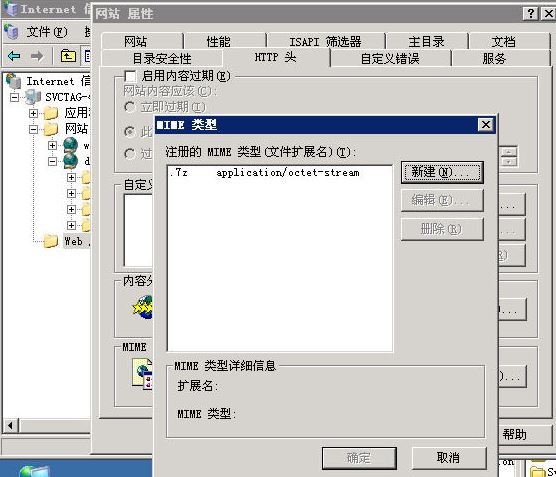 Internet 信
网站 属性
文件(F)
Internet 信
SVCTAG-
应用
网站
w
d
Web
网站
性能
ISAPI 筛选器
主目录
文档
目录安全性
HTTP 头
自定义错误
服务
启用内容过期(E)
网站内容应该(C):
立即过期(I)
此
过
自定义
内容分
MIME
MIME 类型
注册的 MIME 类型(文件扩展名)(T):
.7z application/octet-stream
新建(N)...
编辑(E)...
删除(R)
MIME 类型详细信息
扩展名:
MIME 类型:
确定
取消
帮助